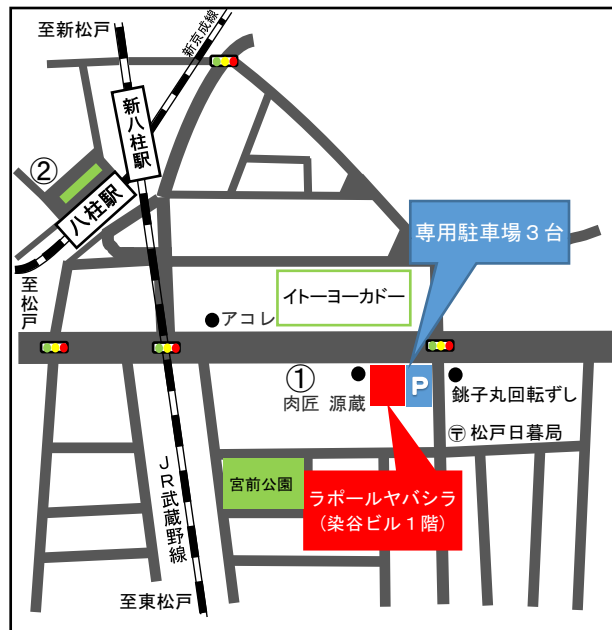 至新松戸
新京成線
新八柱駅
②
八柱駅
専用駐車場３台
至松戸
イトーヨーカドー
●アコレ
①
肉匠 源蔵
P
銚子丸回転ずし
〒松戸日暮局
宮前公園
ラポールヤバシラ
(染谷ビル１階)
ＪＲ武蔵野線
至東松戸